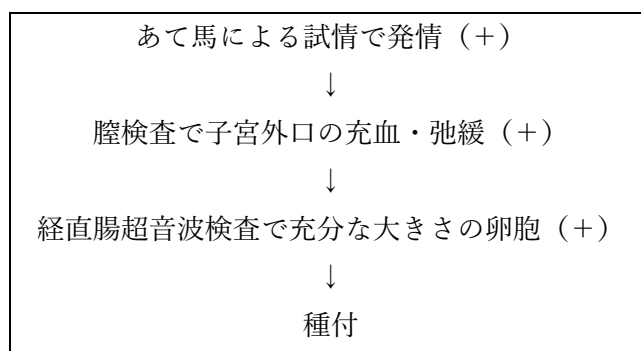 あて馬による試情で発情（＋）
↓
膣検査で子宮外口の充血・弛緩（＋）
↓
経直腸超音波検査で充分な大きさの卵胞（＋）
↓
種付